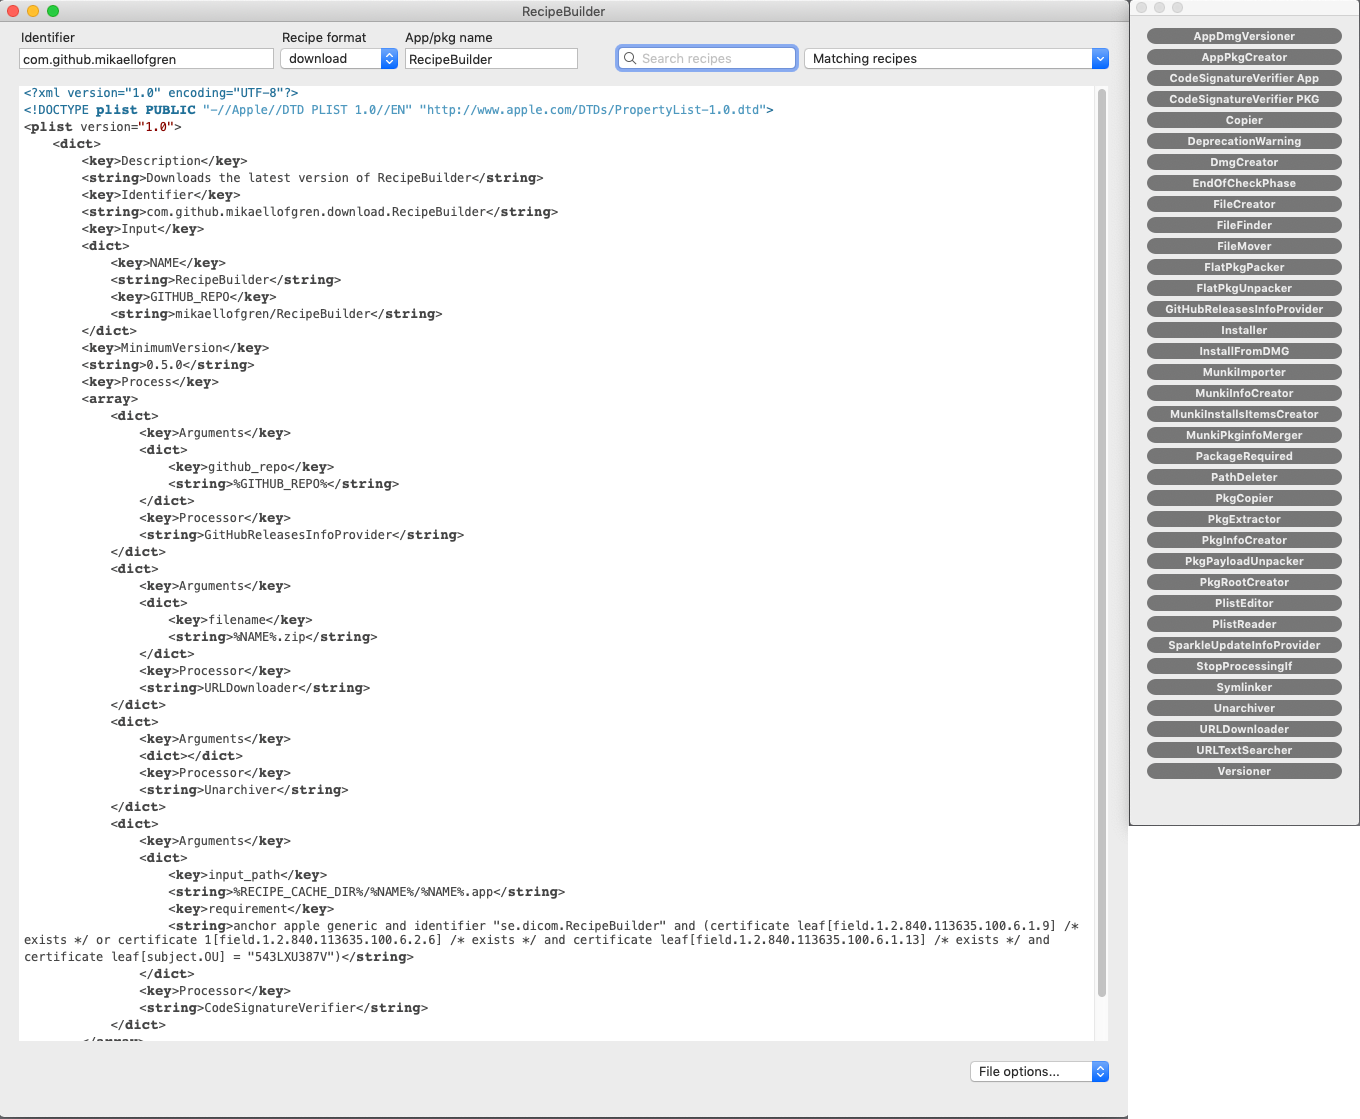 RecipeBuilder
Identifier
Recipe format
App/pkg name
com.github.mikaellofgren
download
RecipeBuilder
Search recipes
Matching recipes
<?xml version="1.0" encoding="UTF-8"?>
<!DOCTYPE plist PUBLIC "-//Apple//DTD PLIST 1.0//EN" "http://www.apple.com/DTDs/PropertyList-1.0.dtd">
<plist version="1.0">
    <dict>
        <key>Description</key>
        <string>Downloads the latest version of RecipeBuilder</string>
        <key>Identifier</key>
        <string>com.github.mikaellofgren.download.RecipeBuilder</string>
        <key>Input</key>
        <dict>
            <key>NAME</key>
            <string>RecipeBuilder</string>
            <key>GITHUB_REPO</key>
            <string>mikaellofgren/RecipeBuilder</string>
        </dict>
        <key>MinimumVersion</key>
        <string>0.5.0</string>
        <key>Process</key>
        <array>
            <dict>
                <key>Arguments</key>
                <dict>
                    <key>github_repo</key>
                    <string>%GITHUB_REPO%</string>
                </dict>
                <key>Processor</key>
                <string>GitHubReleasesInfoProvider</string>
            </dict>
            <dict>
                <key>Arguments</key>
                <dict>
                    <key>filename</key>
                    <string>%NAME%.zip</string>
                </dict>
                <key>Processor</key>
                <string>URLDownloader</string>
            </dict>
            <dict>
                <key>Arguments</key>
                <dict></dict>
                <key>Processor</key>
                <string>Unarchiver</string>
            </dict>
            <dict>
                <key>Arguments</key>
                <dict>
                    <key>input_path</key>
                    <string>%RECIPE_CACHE_DIR%/%NAME%/%NAME%.app</string>
                    <key>requirement</key>
                    <string>anchor apple generic and identifier "se.dicom.RecipeBuilder" and (certificate leaf[field.1.2.840.113635.100.6.1.9] /*
exists */ or certificate 1[field.1.2.840.113635.100.6.2.6] /* exists */ and certificate leaf[field.1.2.840.113635.100.6.1.13] /* exists */ and
certificate leaf[subject.OU] = "543LXU387V")</string>
                </dict>
                <key>Processor</key>
                <string>CodeSignatureVerifier</string>
            </dict>
        </array>
File options...
AppDmgVersioner
AppPkgCreator
CodeSignatureVerifier App
CodeSignatureVerifier PKG
Copier
DeprecationWarning
DmgCreator
EndOfCheckPhase
FileCreator
FileFinder
FileMover
FlatPkgPacker
FlatPkgUnpacker
GitHubReleasesInfoProvider
Installer
InstallFromDMG
MunkiImporter
MunkiInfoCreator
MunkiInstallsItemsCreator
MunkiPkginfoMerger
PackageRequired
PathDeleter
PkgCopier
PkgExtractor
PkgInfoCreator
PkgPayloadUnpacker
PkgRootCreator
PlistEditor
PlistReader
SparkleUpdateInfoProvider
StopProcessingIf
Symlinker
Unarchiver
URLDownloader
URLTextSearcher
Versioner